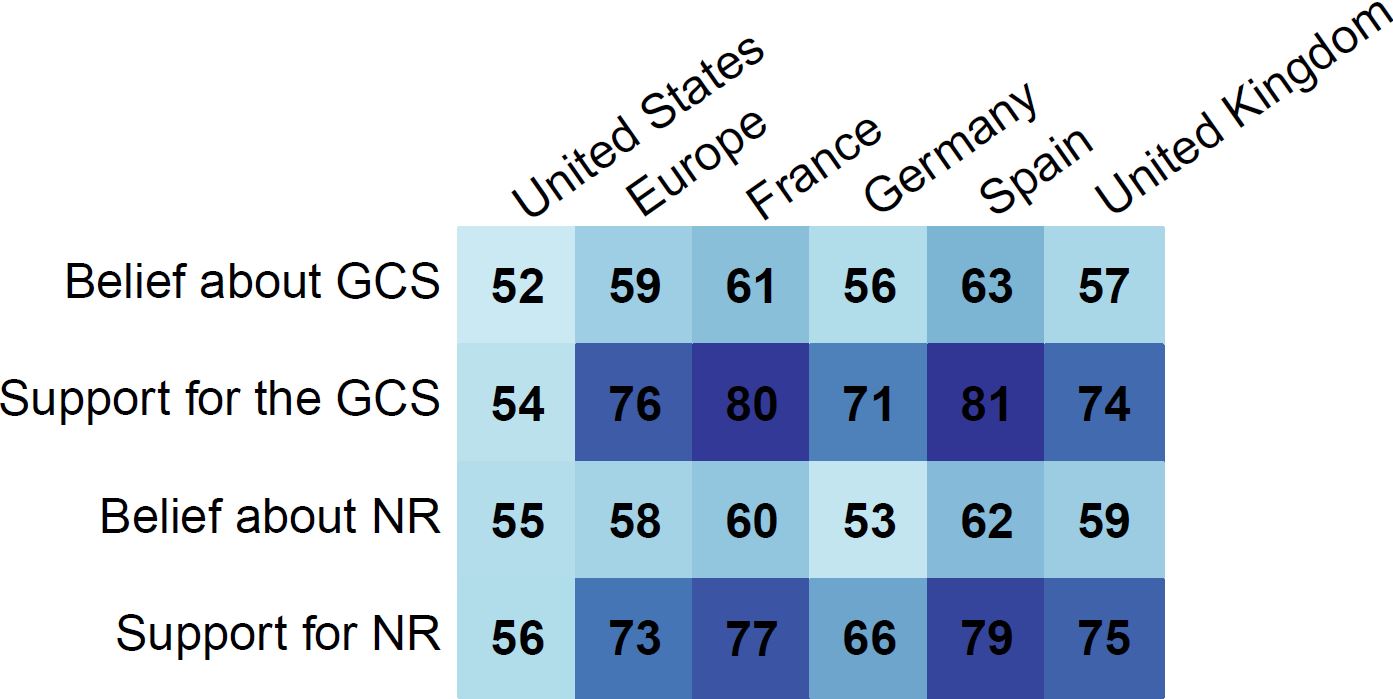 United States
Europe
France
Germany
Spain
United Kingdom
Belief about GCS 52 59 61 56 63 57
Support for the GCS 54 76 80 71 81 74
Belief about NR 55 58 60 53 62 59
Support for NR 56 73 77 66 79 75